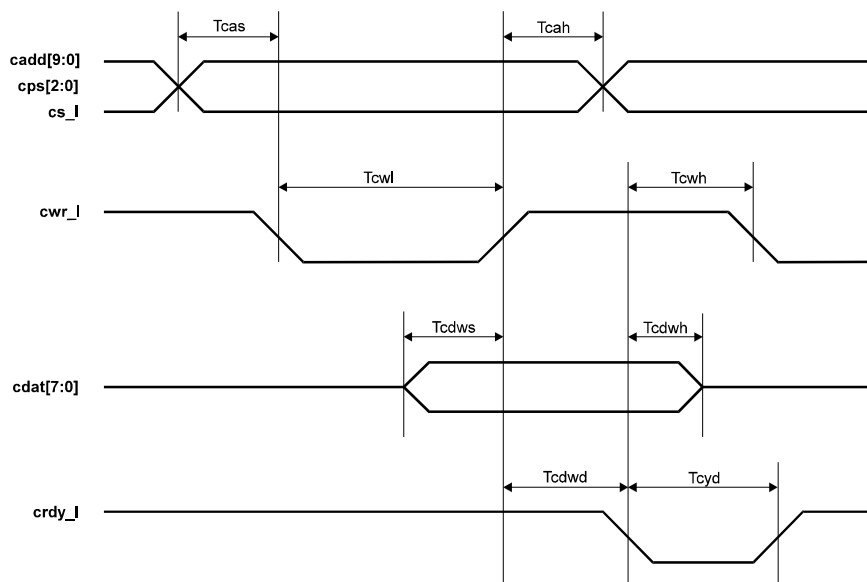 Tcas
Tcah
cadd[9:0]
cps[2:0]
cs_l
Tcwl
Tcwh
cwr_l
Tcdws
Tcdwh
cdat[7:0]
Tcdwd
Tcyd
crdy_l